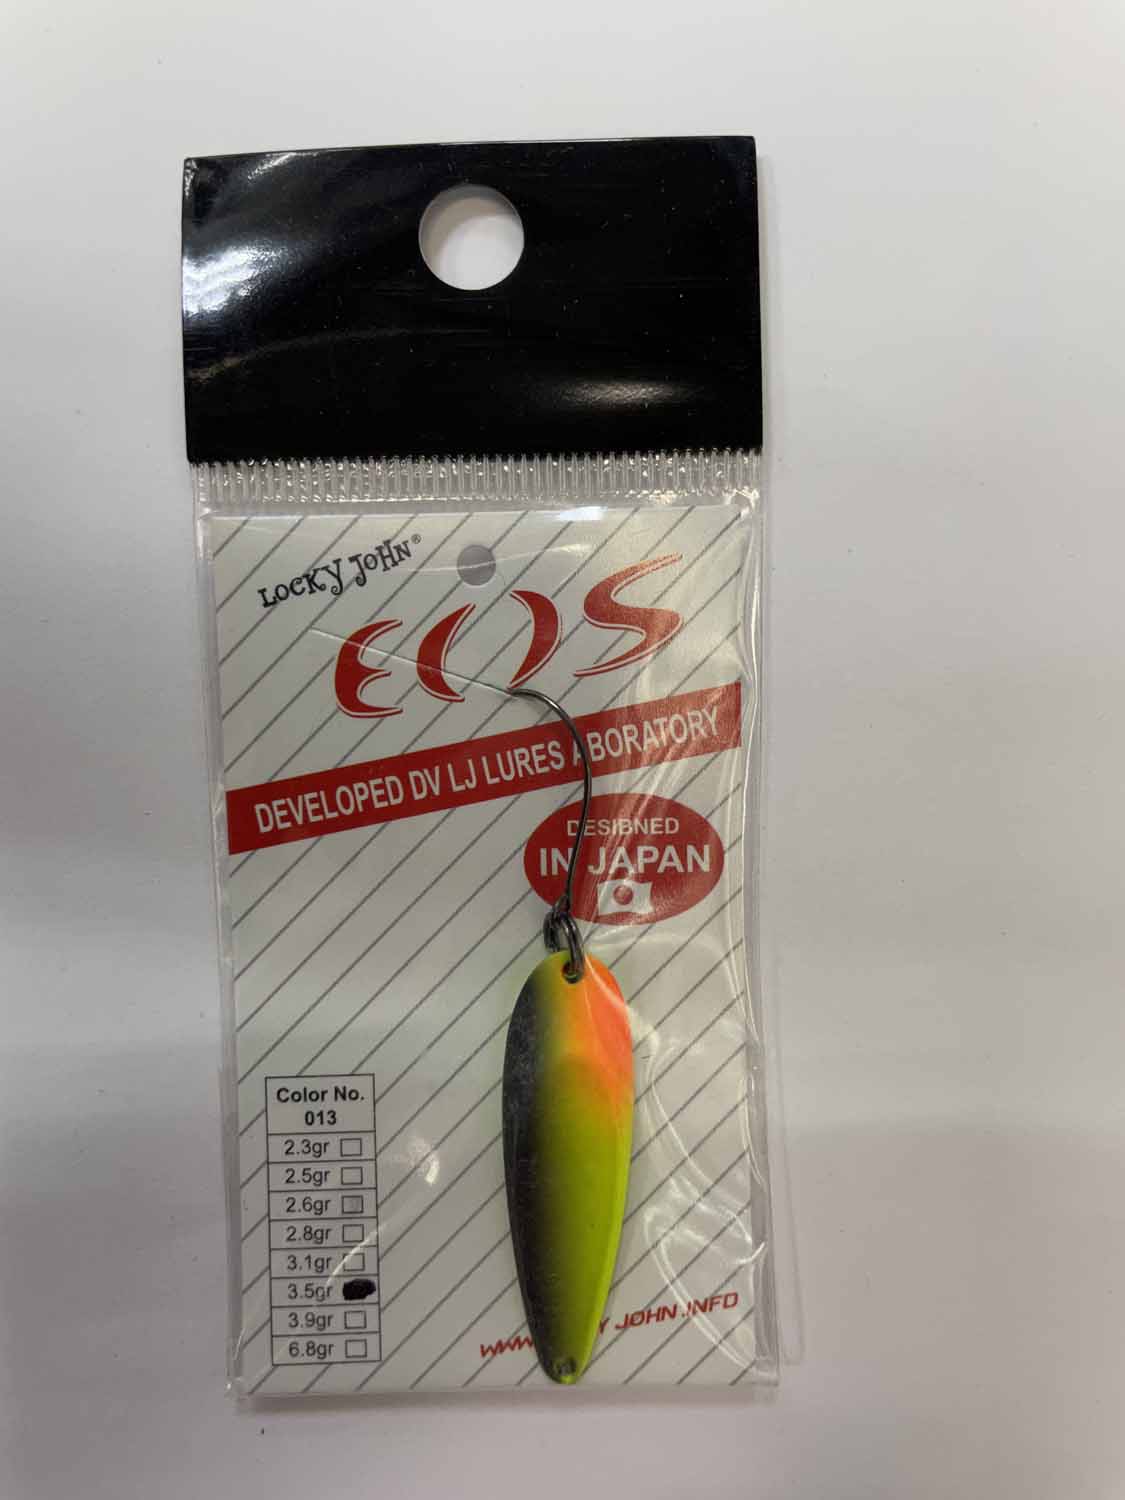 LOCKY JOHN®
EOS
DEVELOPED DV LJ LURES ABORATORY
DESIBNED
IN JAPAN
Color No.
013
2.3gr
2.5gr
2.6gr
2.8gr
3.1gr
3.5gr
3.9gr
6.8gr
JOHN.INFO